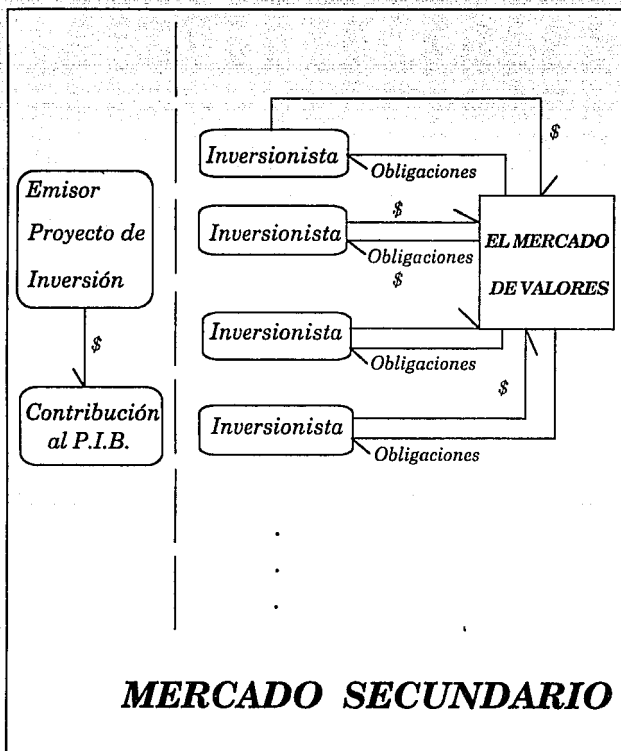 $
Inversionista
Obligaciones
Emisor
Proyecto de
Inversión
$
Inversionista
EL MERCADO
DE VALORES
Obligaciones
$
Inversionista
Obligaciones
$
$
Contribución
al P.I.B.
Inversionista
Obligaciones
MERCADO SECUNDARIO